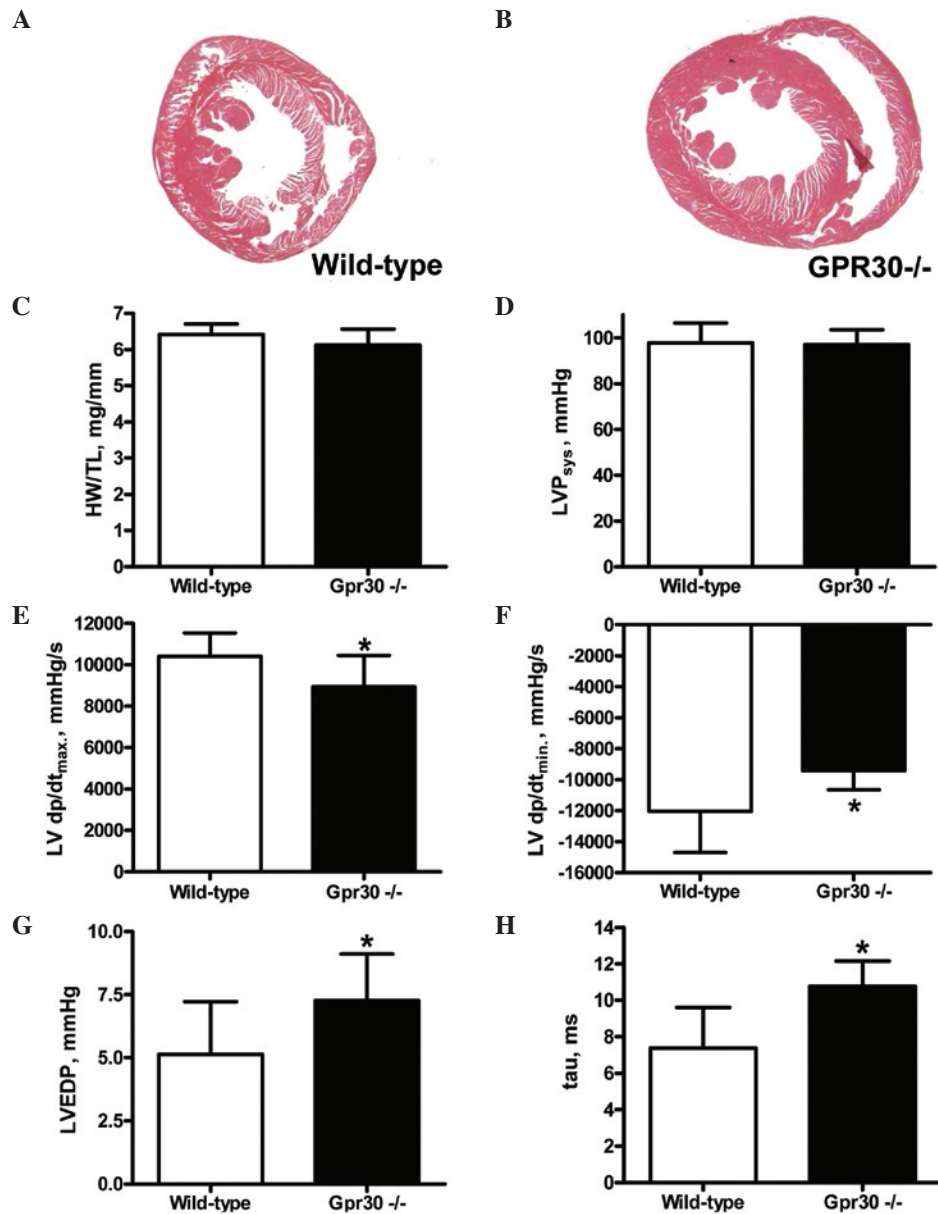 A
B
Wild-type
GPR30-/-
C
D
7
6
5
4
3
2
1
0
HW/TL, mg/mm
Wild-type
Gpr30 -/-
100
80
60
40
20
0
LVPsys, mmHg
Wild-type
Gpr30 -/-
E
F
12000
10000
8000
6000
4000
2000
0
LV dp/dtmax., mmHg/s
*
Wild-type
Gpr30 -/-
0
-2000
-4000
-6000
-8000
-10000
-12000
-14000
-16000
LV dp/dtmin., mmHg/s
*
Wild-type
Gpr30 -/-
G
H
10.0
7.5
5.0
2.5
0.0
LVEDP, mmHg
*
Wild-type
Gpr30 -/-
14
12
10
8
6
4
2
0
tau, ms
*
Wild-type
Gpr30 -/-